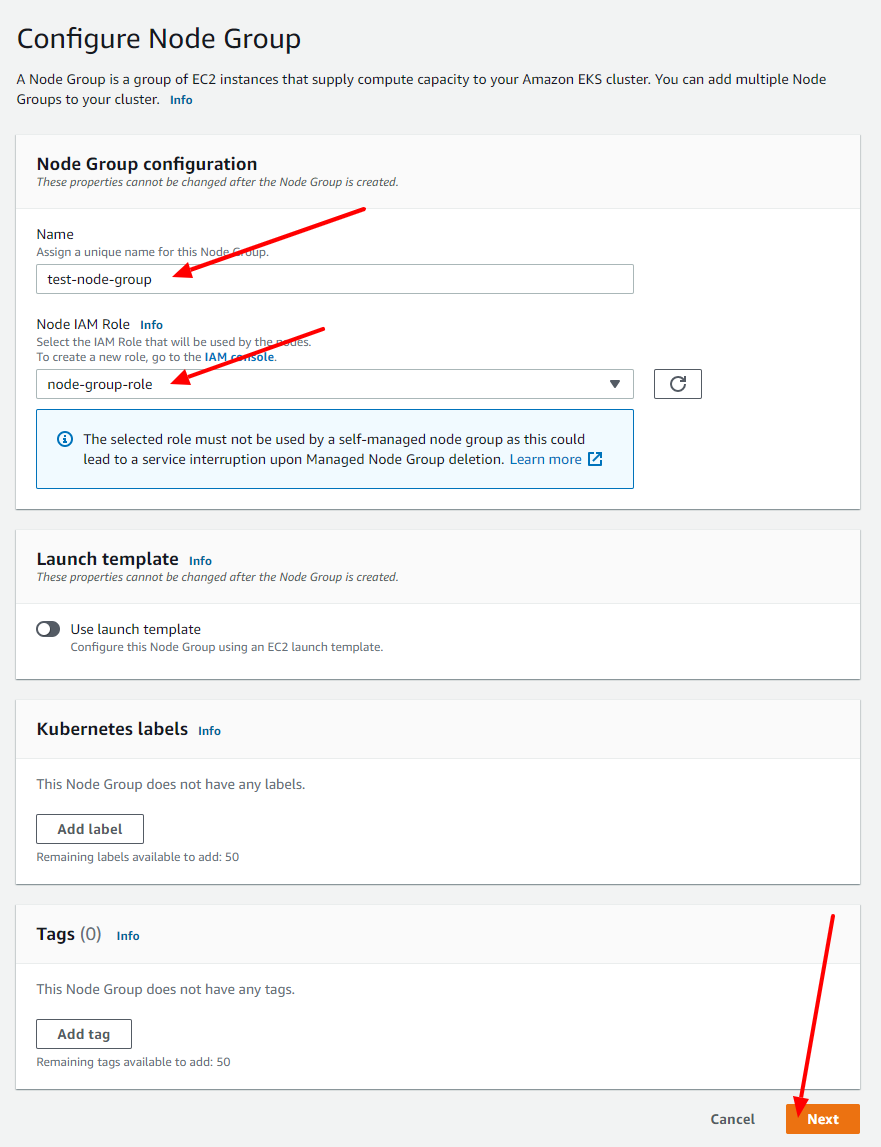 Configure Node Group
A Node Group is a group of EC2 instances that supply compute capacity to your Amazon EKS cluster. You can add multiple Node
Groups to your cluster. Info
Node Group configuration
These properties cannot be changed after the Node Group is created.
Name
Assign a unique name for this Node Group.
test-node-group
Node IAM Role Info
Select the IAM Role that will be used by the nodes.
To create a new role, go to the IAM console.
node-group-role
The selected role must not be used by a self-managed node group as this could
lead to a service interruption upon Managed Node Group deletion. Learn more
Launch template Info
These properties cannot be changed after the Node Group is created.
Use launch template
Configure this Node Group using an EC2 launch template.
Kubernetes labels Info
This Node Group does not have any labels.
Add label
Remaining labels available to add: 50
Tags (0) Info
This Node Group does not have any tags.
Add tag
Remaining tags available to add: 50
Cancel Next